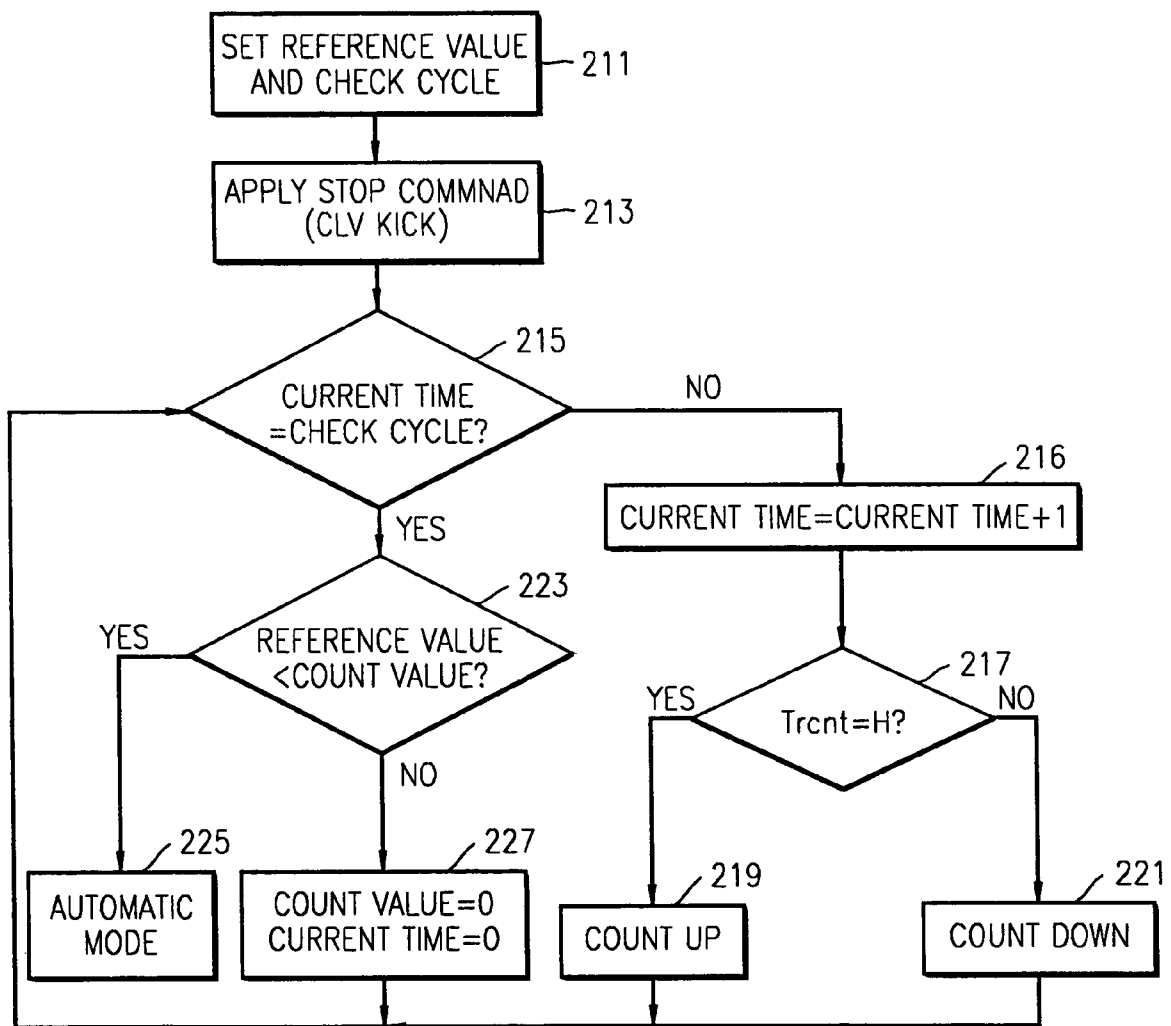 SET REFERENCE VALUE
AND CHECK CYCLE
211
APPLY STOP COMMNAD
(CLV KICK)
213
215
CURRENT TIME
=CHECK CYCLE?
NO
YES
216
CURRENT TIME=CURRENT TIME+1
223
REFERENCE VALUE
<COUNT VALUE?
YES
NO
217
Trcnt=H?
YES
NO
225
AUTOMATIC
MODE
227
COUNT VALUE=0
CURRENT TIME=0
219
COUNT UP
221
COUNT DOWN